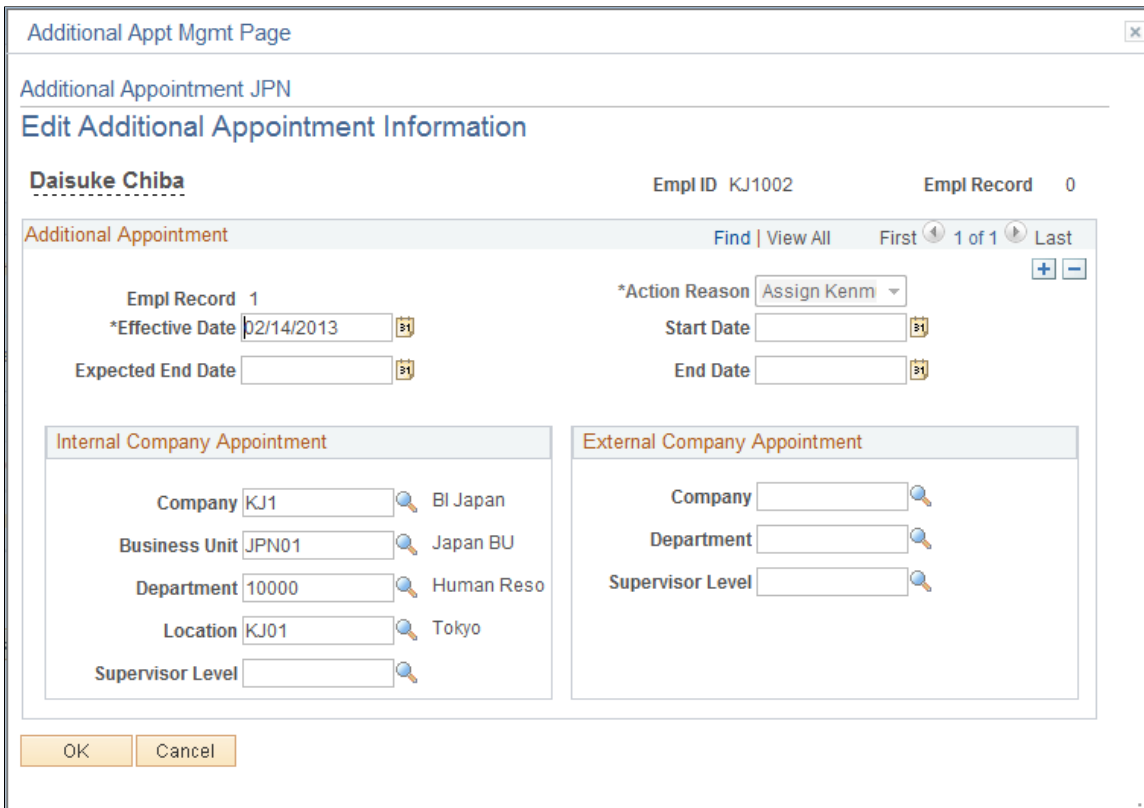 Additional Appt Mgmt Page
Additional Appointment JPN
Edit Additional Appointment Information
Daisuke Chiba Empl ID KJ1002 Empl Record 0
Additional Appointment Find | View All First 1 of 1 Last
Empl Record 1 *Action Reason Assign Kenm
*Effective Date 02/14/2013 Start Date
Expected End Date End Date
Internal Company Appointment External Company Appointment
Company KJ1 BI Japan Company
Business Unit JPN01 Japan BU Department
Department 10000 Human Reso Supervisor Level
Location KJ01 Tokyo
Supervisor Level
OK Cancel